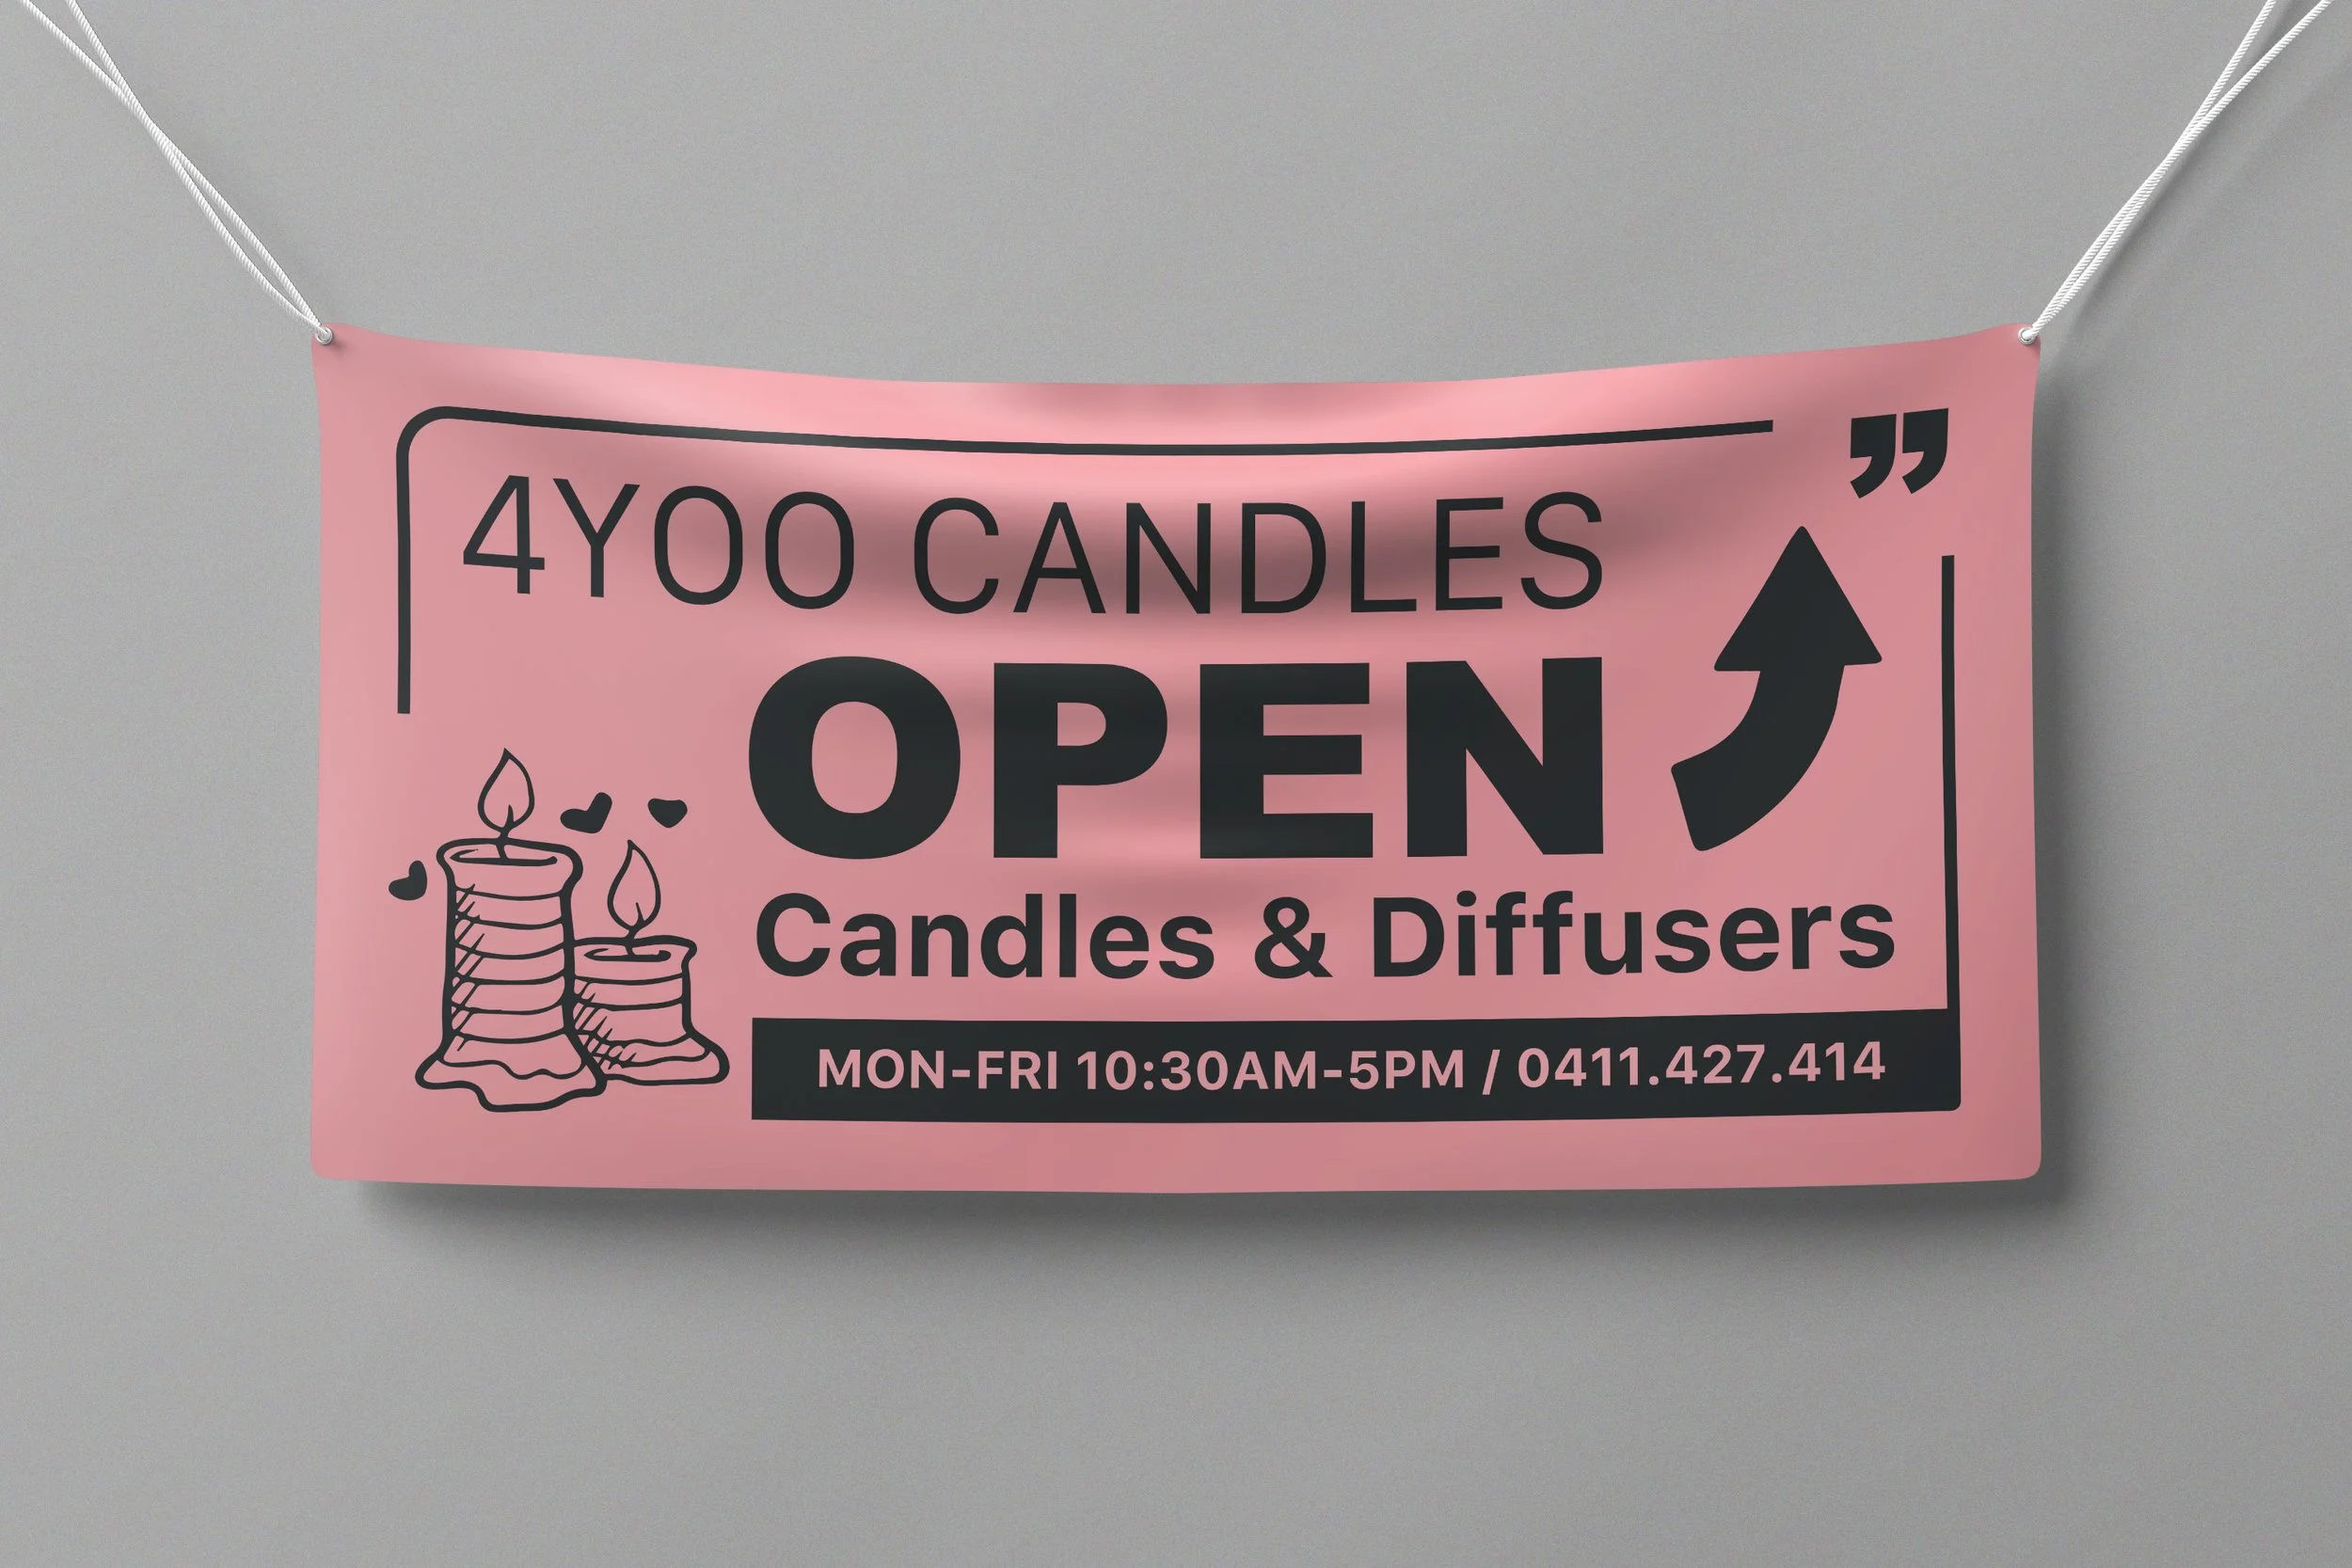 4YOO CANDLES
”
OPEN
Candles & Diffusers
MON-FRI 10:30AM-5PM / 0411.427.414